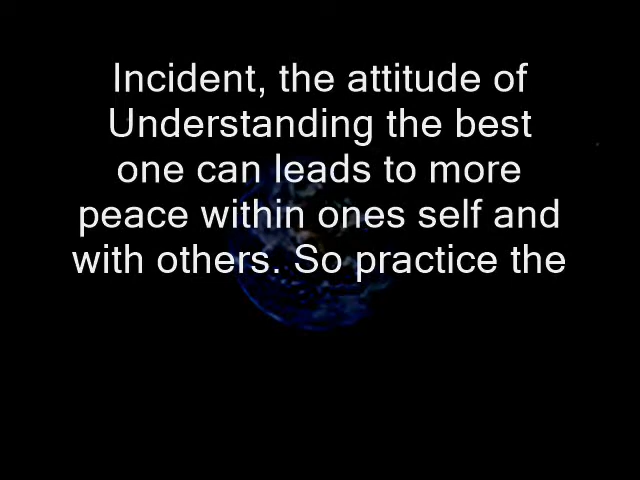 Incident, the attitude of
Understanding the best
one can leads to more
peace within ones self and
with others. So practice the